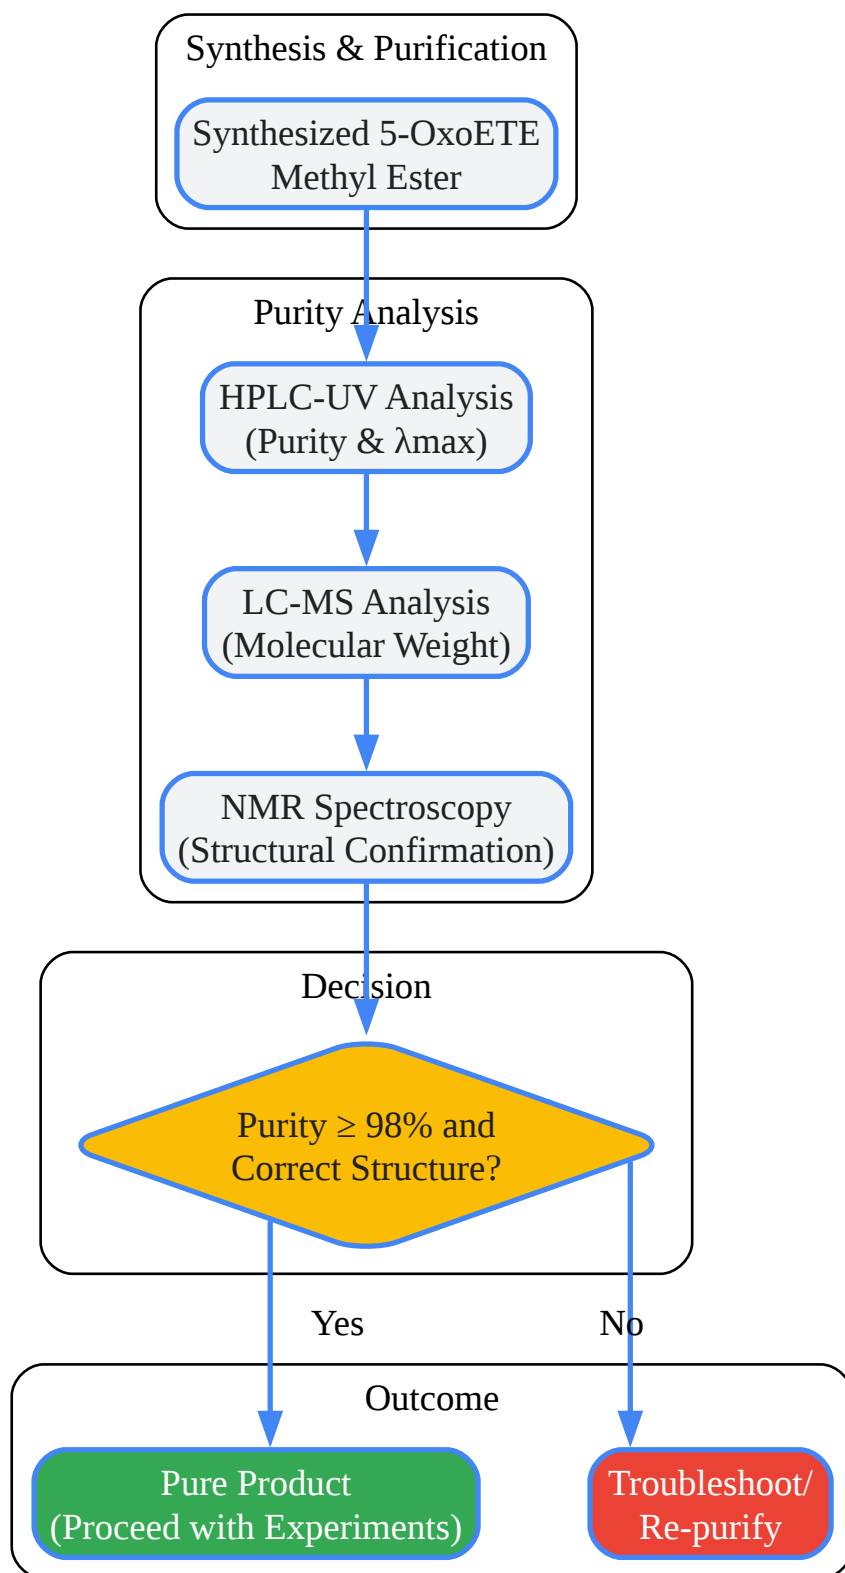 Synthesis & Purification
Synthesized 5-OxoETE
Methyl Ester
Purity Analysis
HPLC-UV Analysis
(Purity & λmax)
LC-MS Analysis
(Molecular Weight)
NMR Spectroscopy
(Structural Confirmation)
Decision
Purity ≥ 98% and
Correct Structure?
Yes
No
Outcome
Pure Product
(Proceed with Experiments)
Troubleshoot/
Re-purify